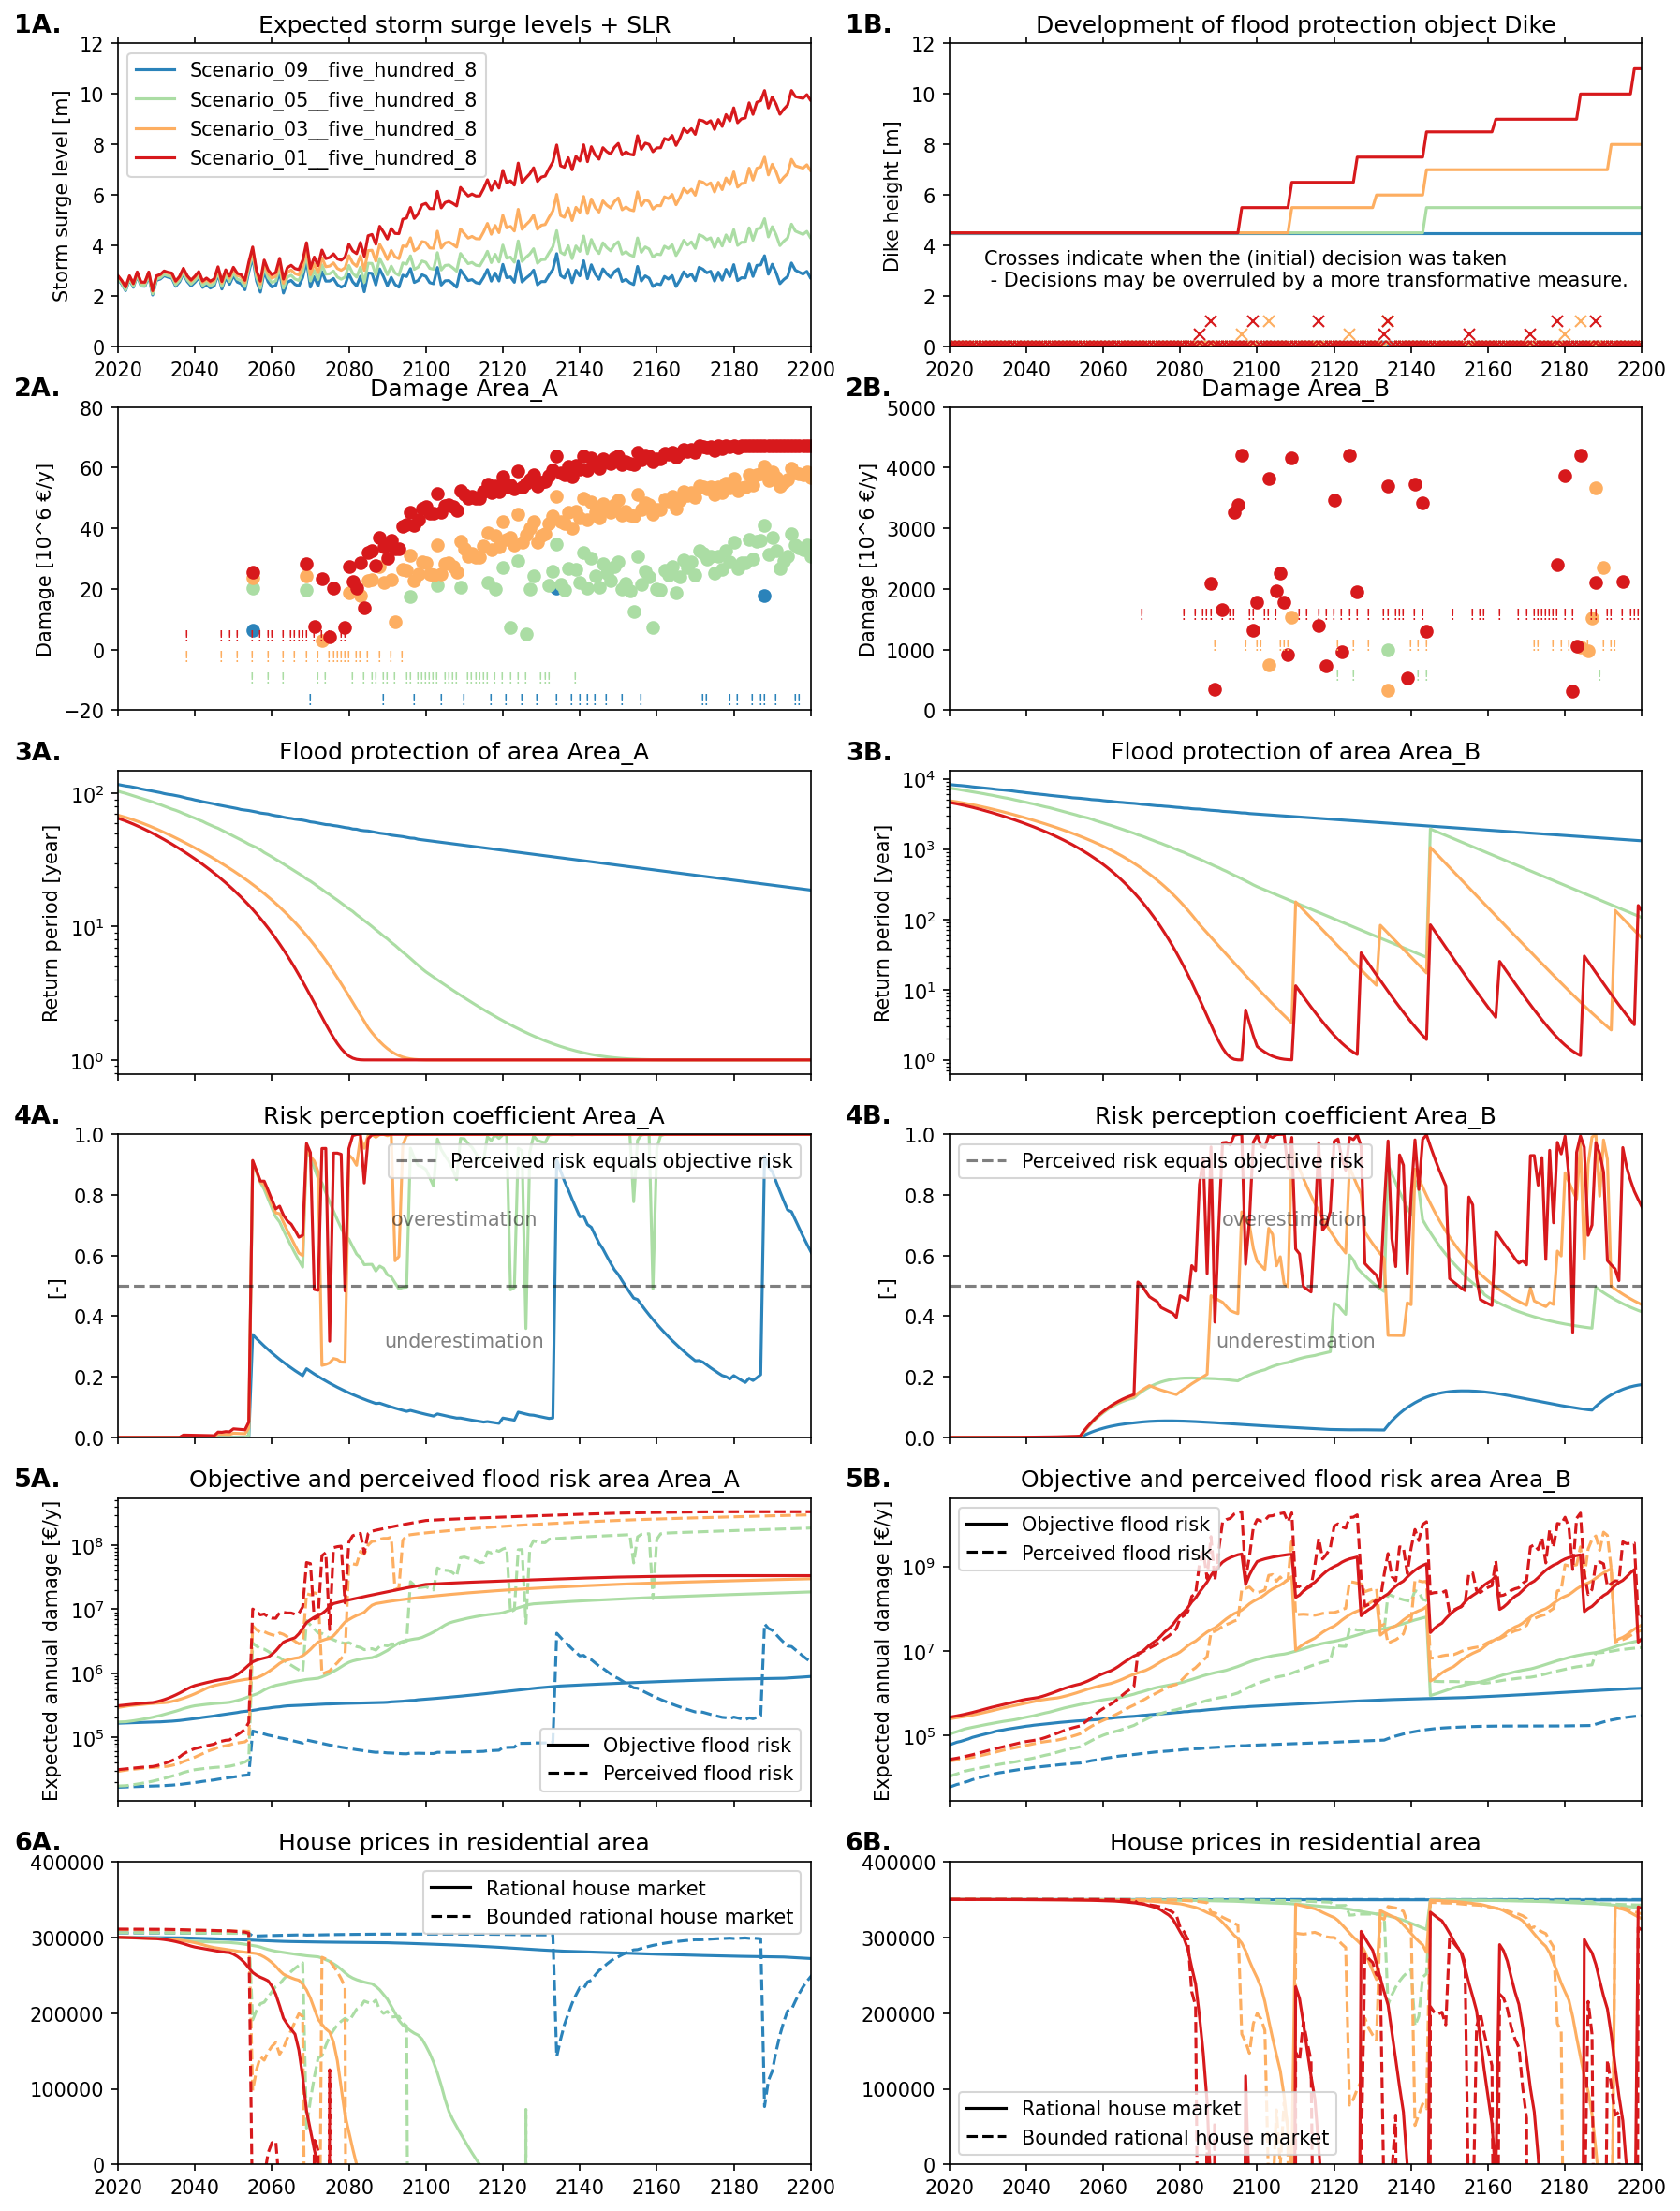 1A.
Expected storm surge levels + SLR
Storm surge level [m]
12
10
8
6
4
2
0
Scenario_09__five_hundred_8
Scenario_05__five_hundred_8
Scenario_03__five_hundred_8
Scenario_01__five_hundred_8
2020 2040 2060 2080 2100 2120 2140 2160 2180 2200
1B.
Development of flood protection object Dike
Dike height [m]
12
10
8
6
4
2
0
Crosses indicate when the (initial) decision was taken
- Decisions may be overruled by a more transformative measure.
2020 2040 2060 2080 2100 2120 2140 2160 2180 2200
2A.
Damage Area_A
Damage [10^6 €/y]
80
60
40
20
0
−20
2B.
Damage Area_B
Damage [10^6 €/y]
5000
4000
3000
2000
1000
0
3A.
Flood protection of area Area_A
Return period [year]
10²
10¹
10⁰
3B.
Flood protection of area Area_B
Return period [year]
10⁴
10³
10²
10¹
10⁰
4A.
Risk perception coefficient Area_A
[-]
1.0
0.8
0.6
0.4
0.2
0.0
Perceived risk equals objective risk
overestimation
underestimation
4B.
Risk perception coefficient Area_B
[-]
1.0
0.8
0.6
0.4
0.2
0.0
Perceived risk equals objective risk
overestimation
underestimation
5A.
Objective and perceived flood risk area Area_A
Expected annual damage [€/y]
10⁸
10⁷
10⁶
10⁵
Objective flood risk
Perceived flood risk
5B.
Objective and perceived flood risk area Area_B
Expected annual damage [€/y]
10⁹
10⁷
10⁵
Objective flood risk
Perceived flood risk
6A.
House prices in residential area
400000
300000
200000
100000
0
Rational house market
Bounded rational house market
2020 2040 2060 2080 2100 2120 2140 2160 2180 2200
6B.
House prices in residential area
400000
300000
200000
100000
0
Rational house market
Bounded rational house market
2020 2040 2060 2080 2100 2120 2140 2160 2180 2200